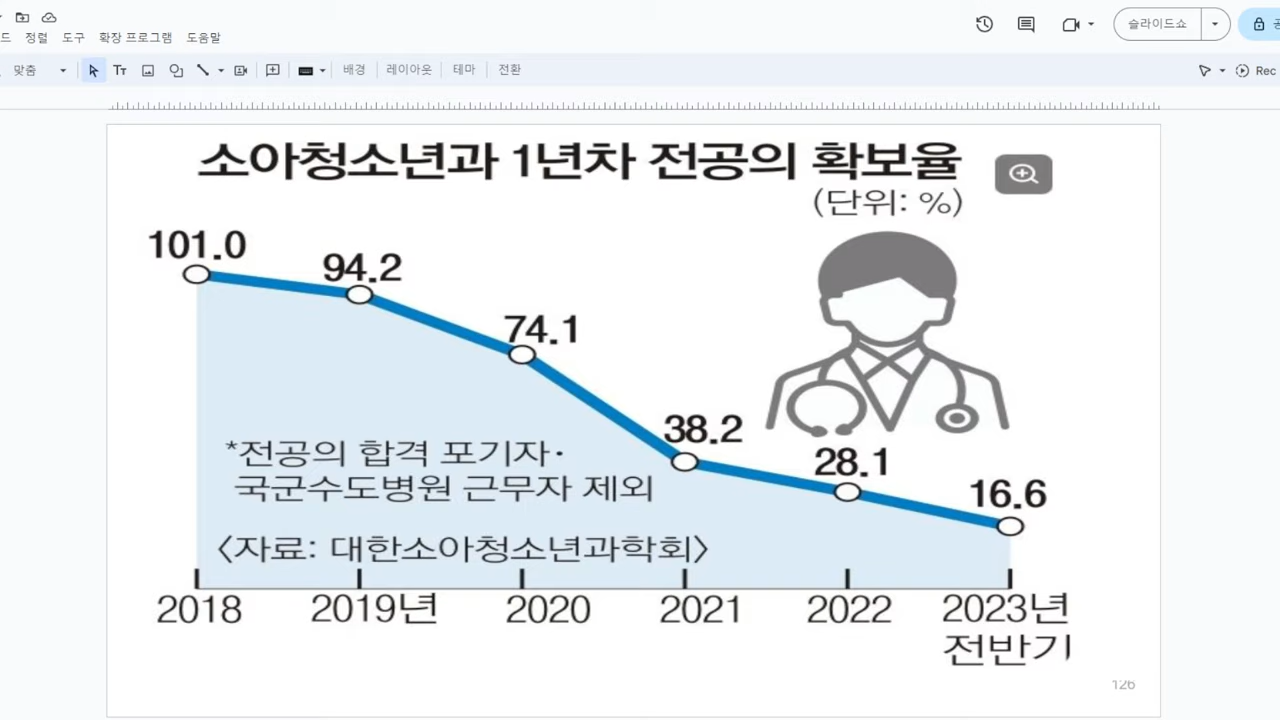 드 정렬 도구 확장 프로그램 도움말
슬라이드쇼
맞춤 Tт 배경 레이아웃 테마 전환 Rec
소아청소년과 1년차 전공의 확보율
(단위: %)
101.0
94.2
74.1
38.2
28.1
16.6
*전공의 합격 포기자·
국군수도병원 근무자 제외
〈자료: 대한소아청소년과학회〉
2018 2019년 2020 2021 2022 2023년
전반기
126